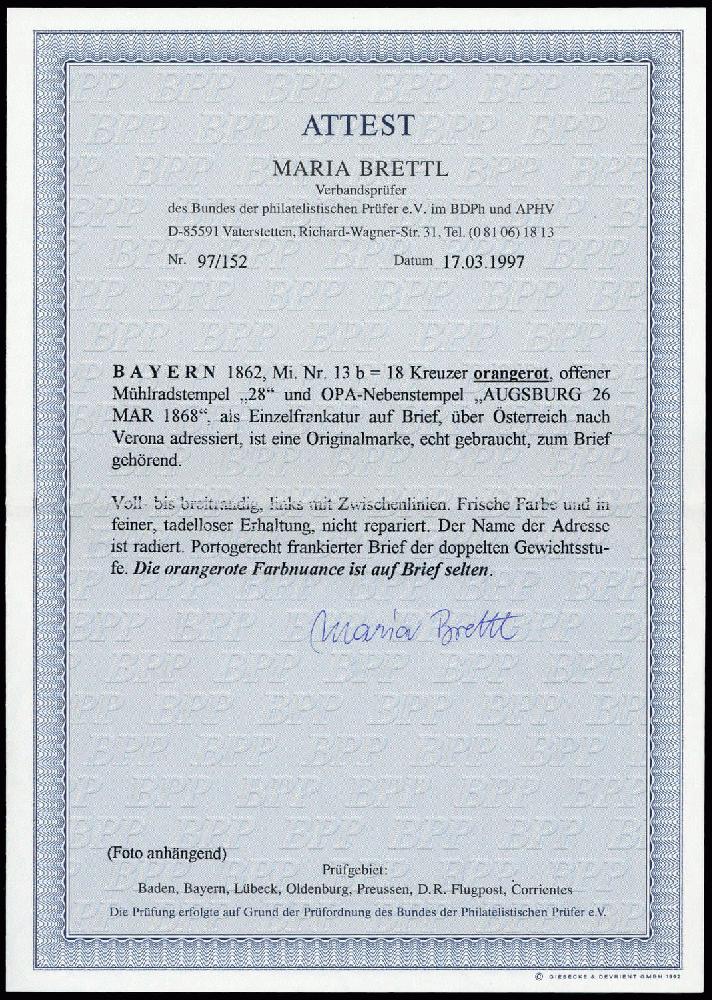 ATTEST
MARIA BRETTL
Verbandsprüfer
des Bundes der philatelistischen Prüfer e.V. im BDPh und APHV
D-85591 Vaterstetten, Richard-Wagner-Str. 31, Tel. (0 81 06) 18 13
Nr. 97/152 Datum 17.03.1997
BAYERN 1862, Mi. Nr. 13 b = 18 Kreuzer orangerot, offener
Mühlradstempel „28“ und OPA-Nebenstempel „AUGSBURG 26
MAR 1868“, als Einzelfrankatur auf Brief, über Österreich nach
Verona adressiert, ist eine Originalmarke, echt gebraucht, zum Brief
gehörend.
Voll- bis breitrandig, links mit Zwischenlinien. Frische Farbe und in
feiner, tadelloser Erhaltung, nicht repariert. Der Name der Adresse
ist radiert. Portogerecht frankierter Brief der doppelten Gewichtsstu-
fe. Die orangerote Farbnuance ist auf Brief selten.
Maria Brettl
(Foto anhängend)
Prüfgebiet:
Baden, Bayern, Lübeck, Oldenburg, Preussen, D.R. Flugpost, Corrientes
Die Prüfung erfolgte auf Grund der Prüfordnung des Bundes der Philatelistischen Prüfer e.V.
© GIESECKE & DEVRIENT GMBH 1992